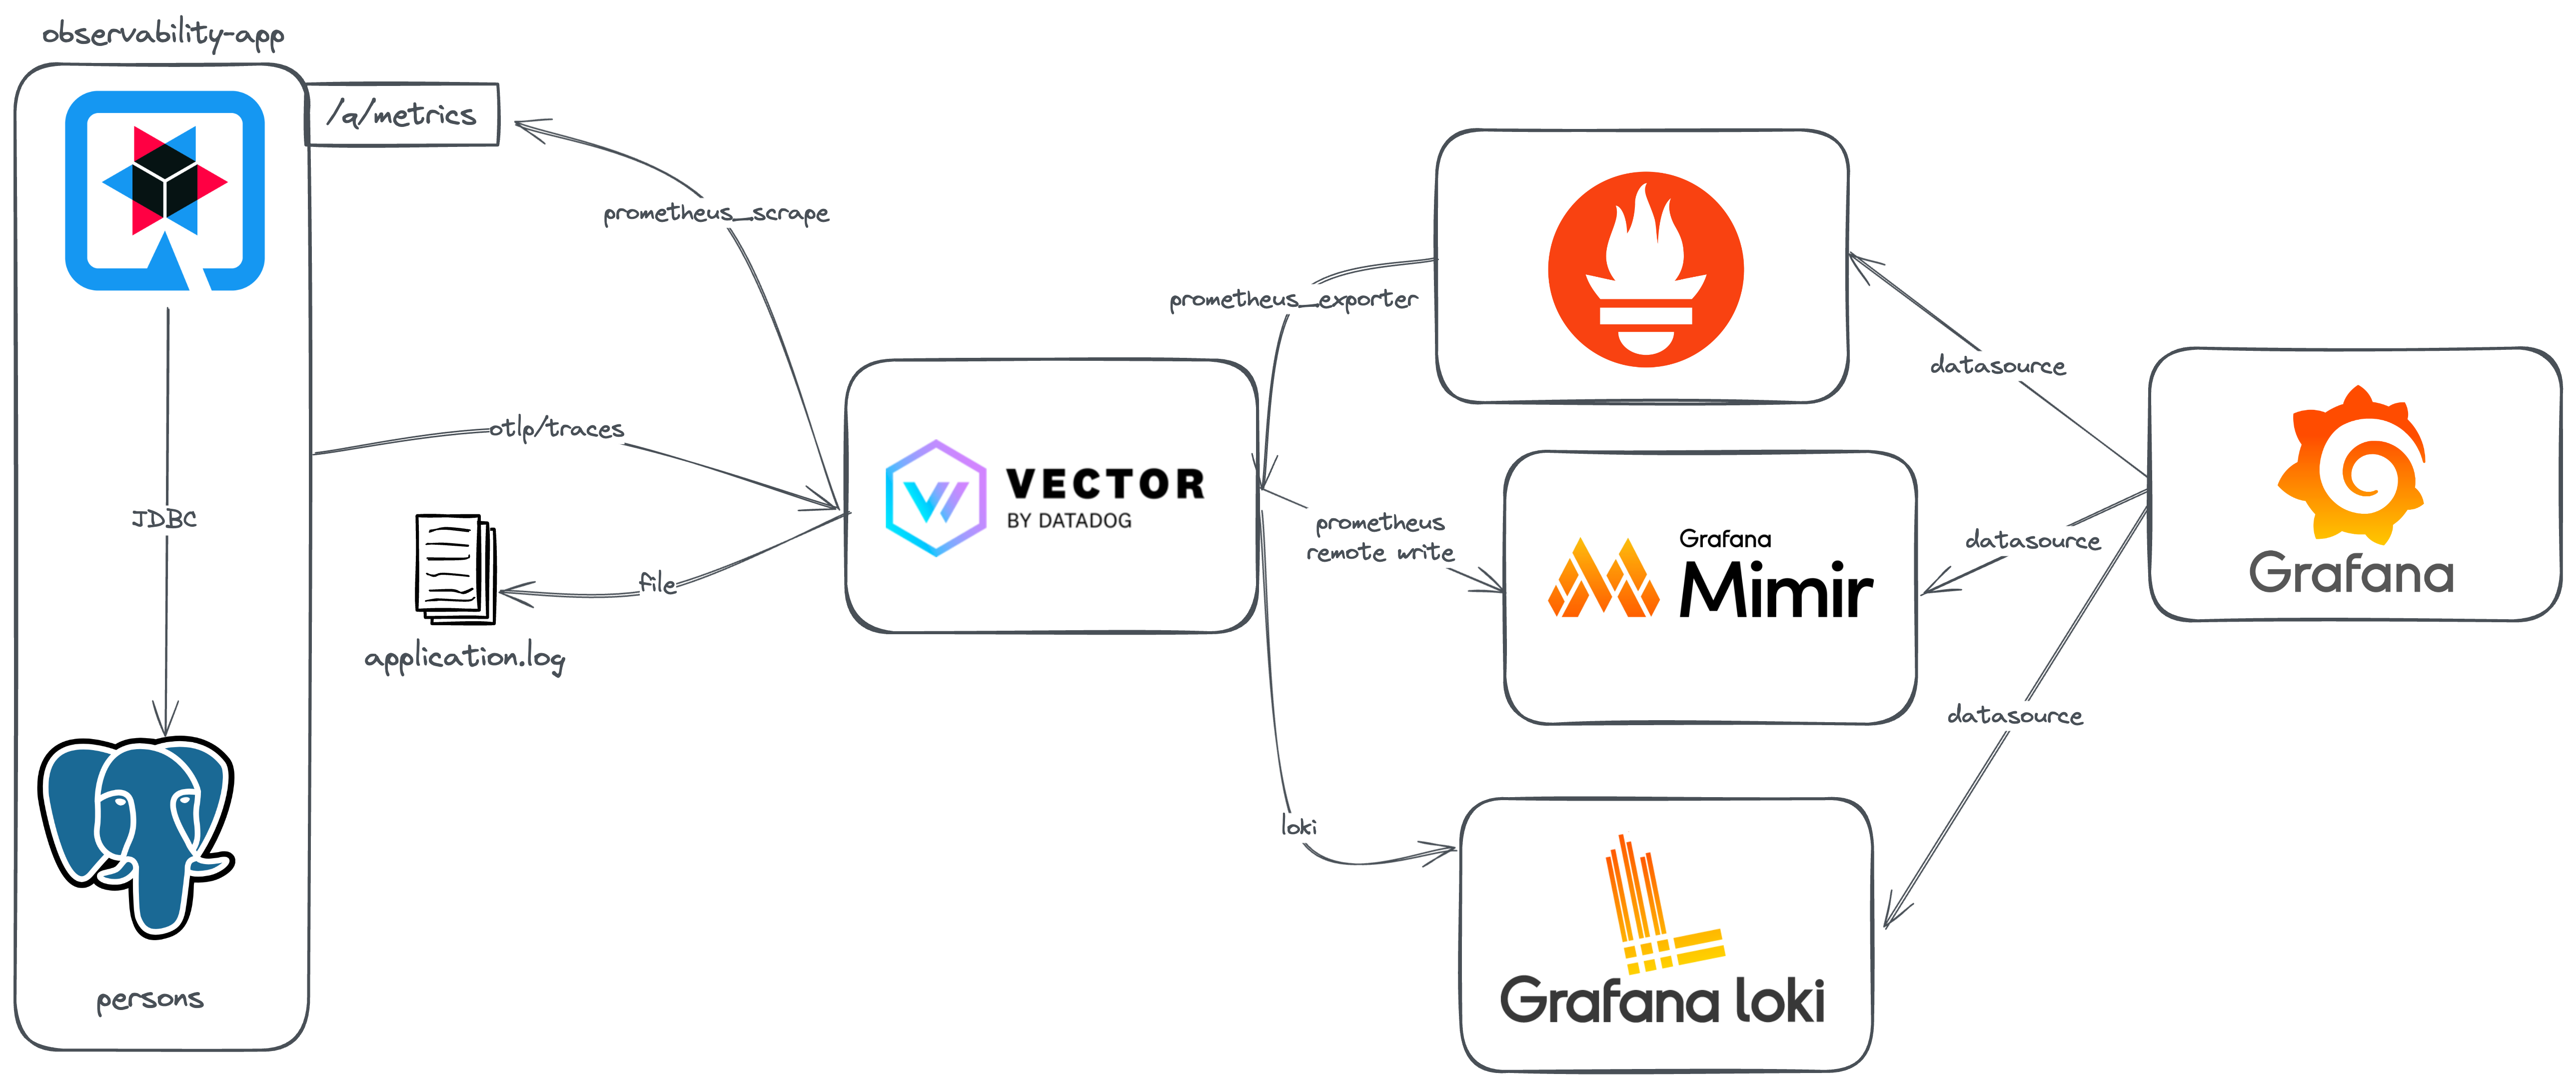 observability-app
/q/metrics
prometheus_scrape
prometheus_exporter
datasource
otlp/traces
VECTOR
BY DATADOG
JDBC
file
application.log
prometheus
remote write
Grafana
Mimir
datasource
Grafana
datasource
loki
Grafana loki
persons